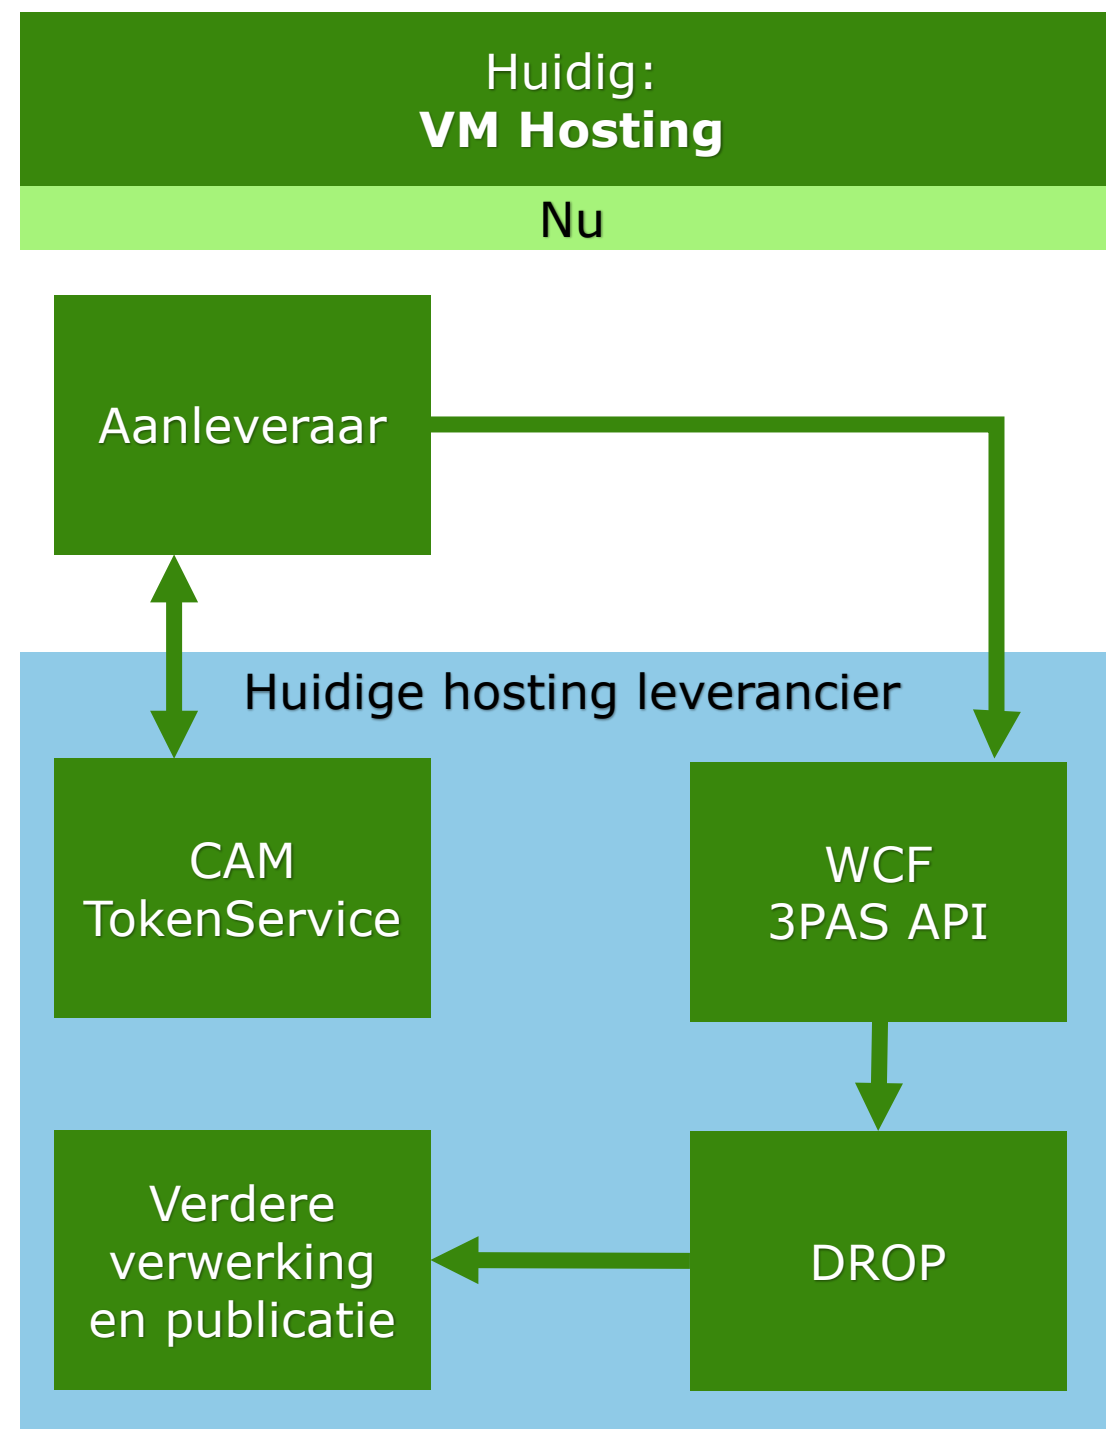 Huidig:
VM Hosting
Nu
Aanleveraar
Huidige hosting leverancier
CAM
TokenService
WCF
3PAS API
Verdere
verwerking
en publicatie
DROP